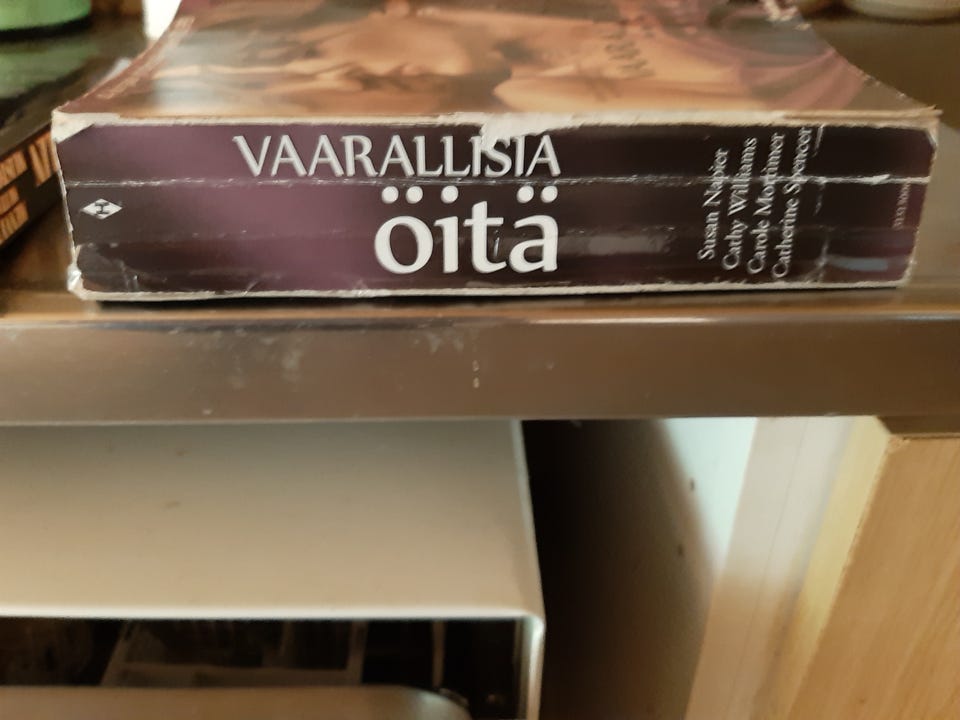 VAARALLISIA
öitä
Susan Napier
Cathy Williams
Carole Mortimer
Catherine Spencer